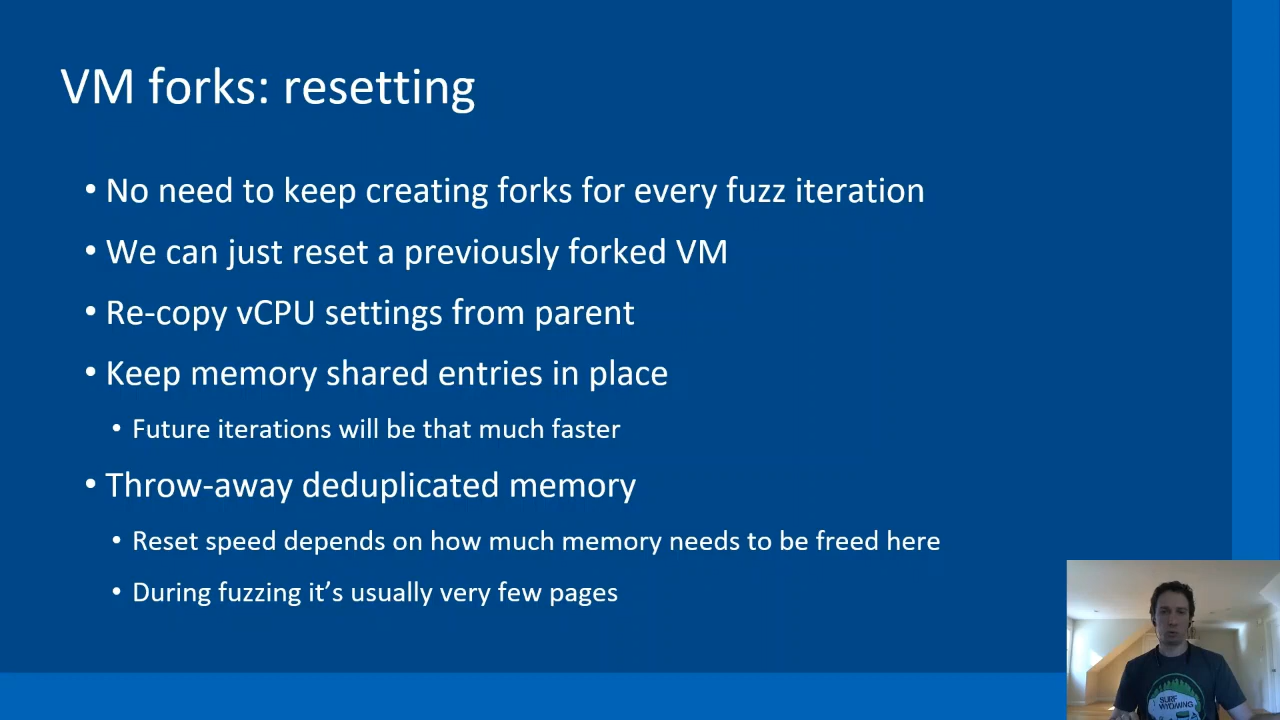 VM forks: resetting
• No need to keep creating forks for every fuzz iteration
• We can just reset a previously forked VM
• Re-copy vCPU settings from parent
• Keep memory shared entries in place
• Future iterations will be that much faster
• Throw-away deduplicated memory
• Reset speed depends on how much memory needs to be freed here
• During fuzzing it’s usually very few pages
SURF
WYOMING